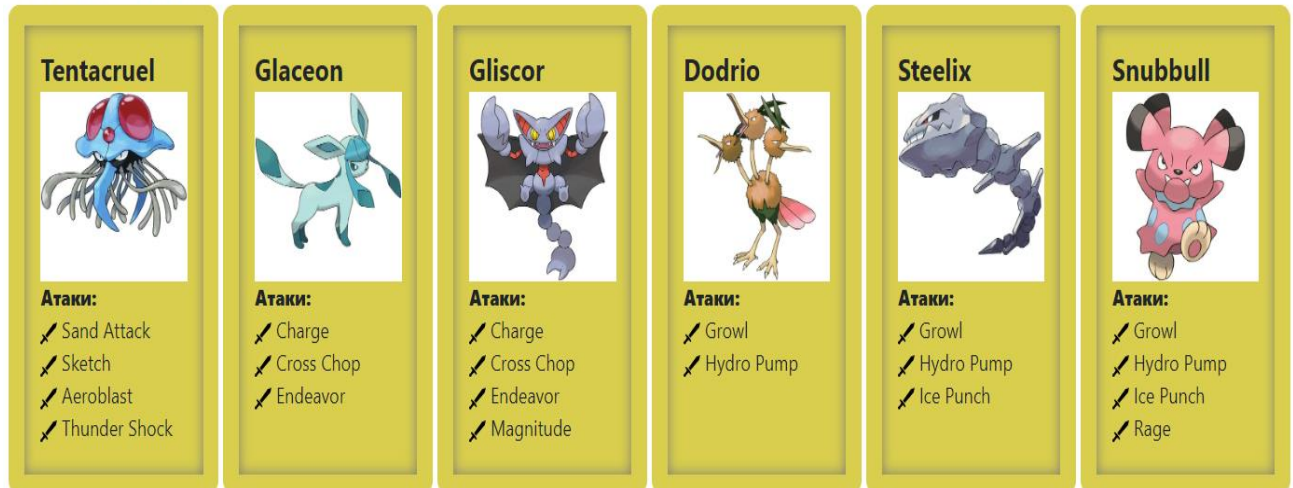 Tentacruel
Атаки:
Sand Attack
Sketch
Aeroblast
Thunder Shock
Glaceon
Атаки:
Charge
Cross Chop
Endeavor
Gliscor
Атаки:
Charge
Cross Chop
Endeavor
Magnitude
Dodrio
Атаки:
Growl
Hydro Pump
Steelix
Атаки:
Growl
Hydro Pump
Ice Punch
Snubbull
Атаки:
Growl
Hydro Pump
Ice Punch
Rage